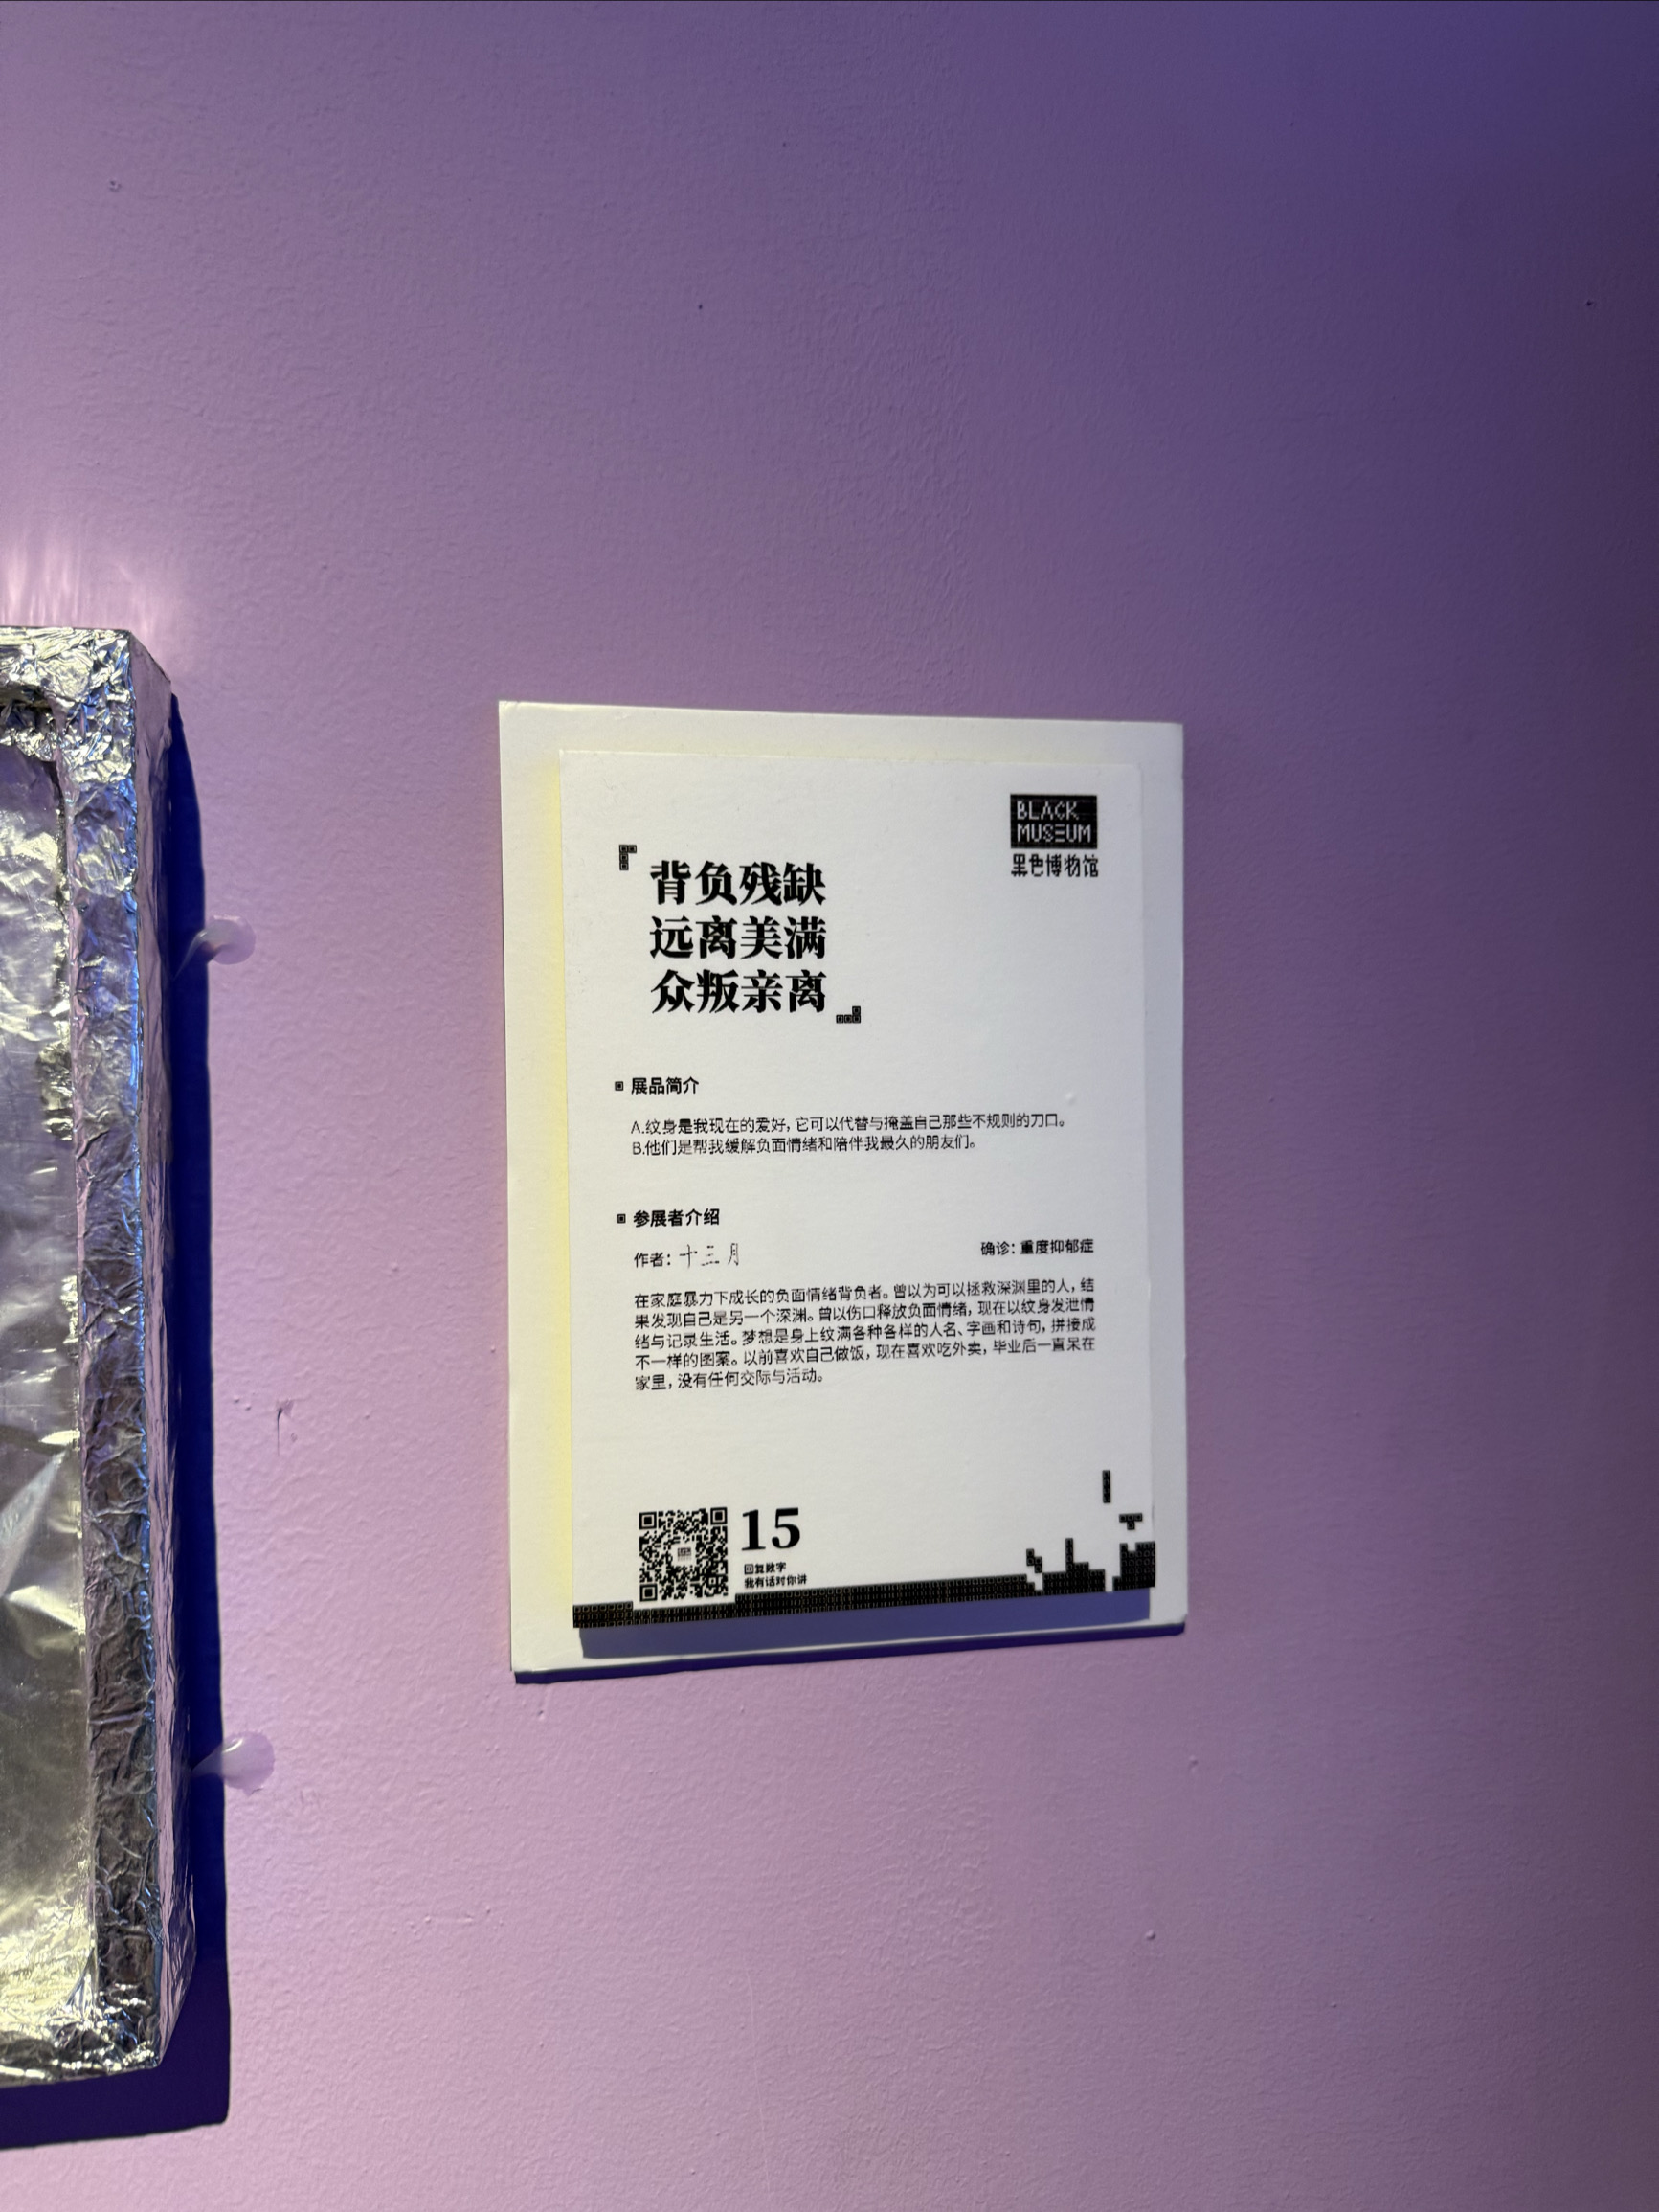 BLACK
MUSEUM
黑色博物馆
「背负残缺
远离美满
众叛亲离」
展品简介
A.纹身是我现在的爱好，它可以代替与掩盖自己那些不规则的刀口。
B.他们是帮我缓解负面情绪和陪伴我最久的朋友们。
参展者介绍
作者：十三月
确诊：重度抑郁症
在家庭暴力下成长的负面情绪背负者。曾以为可以拯救深渊里的人，结
果发现自己是另一个深渊。曾以伤口释放负面情绪，现在以纹身发泄情
绪与记录生活。梦想是身上纹满各种各样的人名、字画和诗句，拼接成
不一样的图案。以前喜欢自己做饭，现在喜欢吃外卖，毕业后一直呆在
家里，没有任何交际与活动。
15
回复数字
我有话对你讲